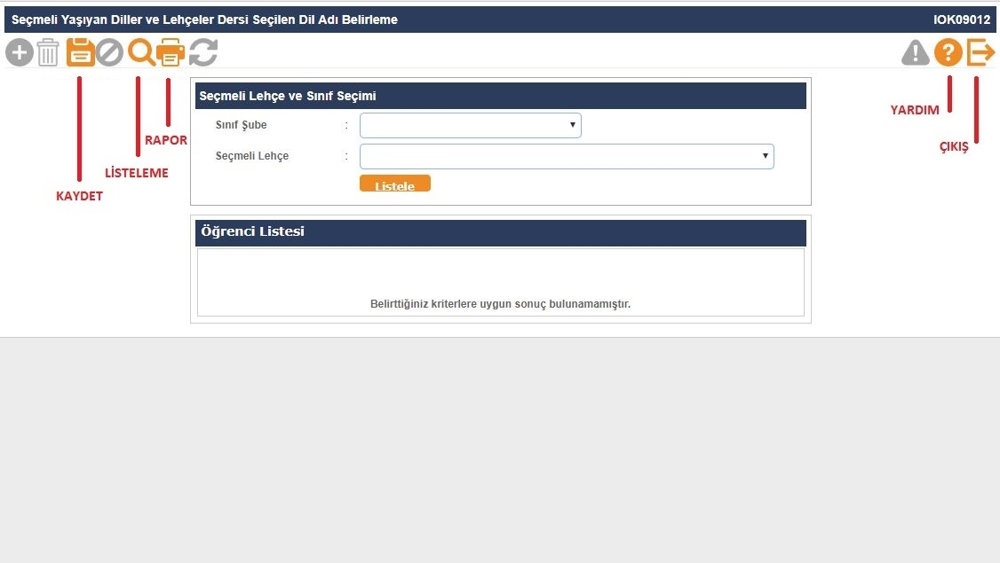 Seçmeli Yaşıyan Diller ve Lehçeler Dersi Seçilen Dil Adı Belirleme IOK09012
RAPOR
LİSTELEME
KAYDET
YARDIM
ÇIKIŞ
Seçmeli Lehçe ve Sınıf Seçimi
Sınıf Şube :
Seçmeli Lehçe :
Listele
Öğrenci Listesi
Belirttiğiniz kriterlere uygun sonuç bulunamamıştır.